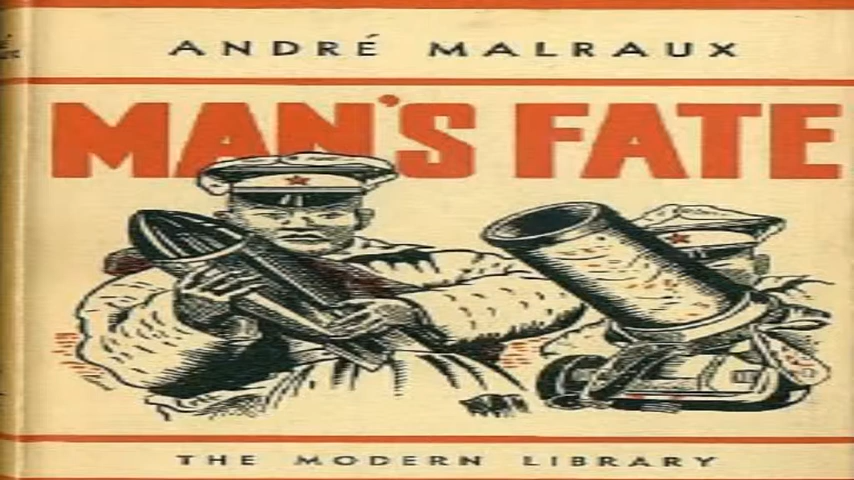 ANDRÉ MALRAUX
MAN'S FATE
THE MODERN LIBRARY